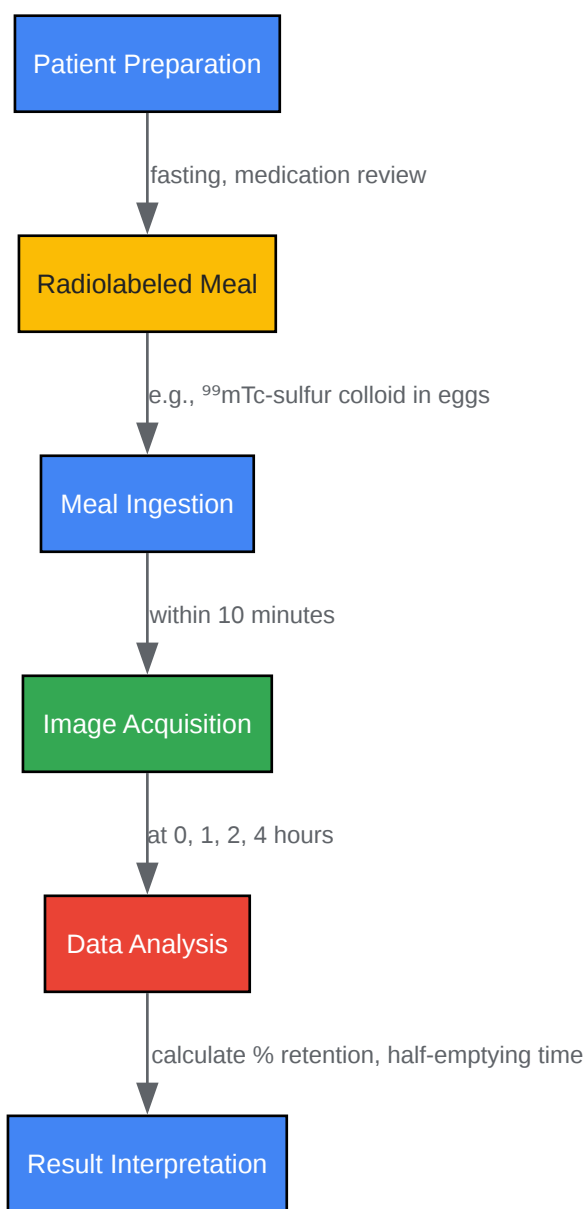 Patient Preparation
fasting, medication review
Radiolabeled Meal
e.g., ⁹⁹mTc-sulfur colloid in eggs
Meal Ingestion
within 10 minutes
Image Acquisition
at 0, 1, 2, 4 hours
Data Analysis
calculate % retention, half-emptying time
Result Interpretation